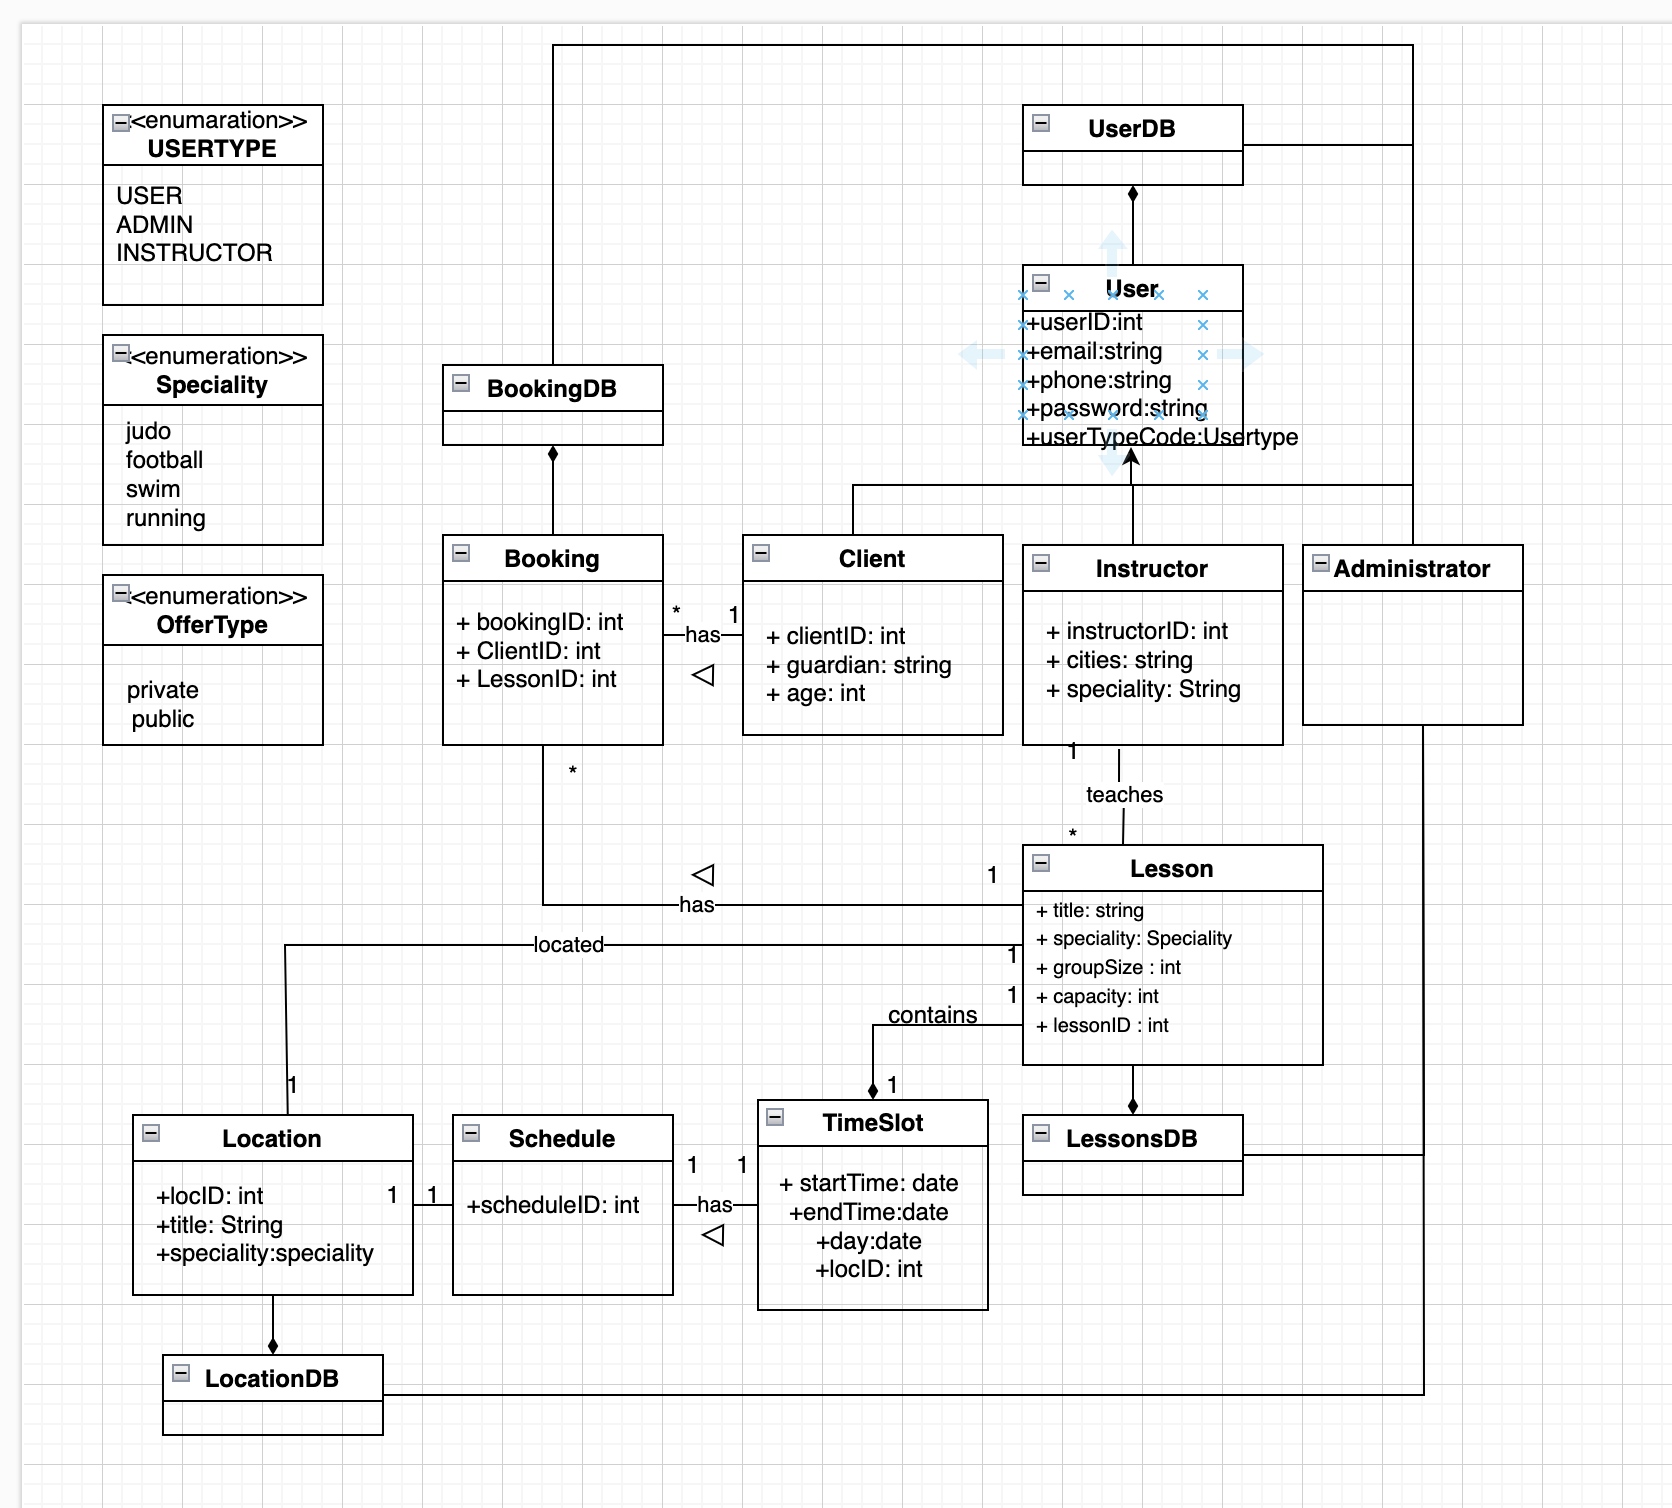 <<enumaration>>
USERTYPE
USER
ADMIN
INSTRUCTOR
<<enumeration>>
Speciality
judo
football
swim
running
<<enumeration>>
OfferType
private
public
UserDB
User
+userID:int
+email:string
+phone:string
+password:string
+userTypeCode:Usertype
BookingDB
Booking
+ bookingID: int
+ ClientID: int
+ LessonID: int
* 1
has
Client
+ clientID: int
+ guardian: string
+ age: int
Instructor
+ instructorID: int
+ cities: string
+ speciality: String
Administrator
1
teaches
*
*
1
has
Lesson
+ title: string
+ speciality: Speciality
+ groupSize : int
+ capacity: int
+ lessonID : int
located
1
1
contains
1
1
Location
+locID: int
+title: String
+speciality:speciality
1 1
Schedule
+scheduleID: int
1 1
has
TimeSlot
+ startTime: date
+endTime:date
+day:date
+locID: int
LessonsDB
LocationDB